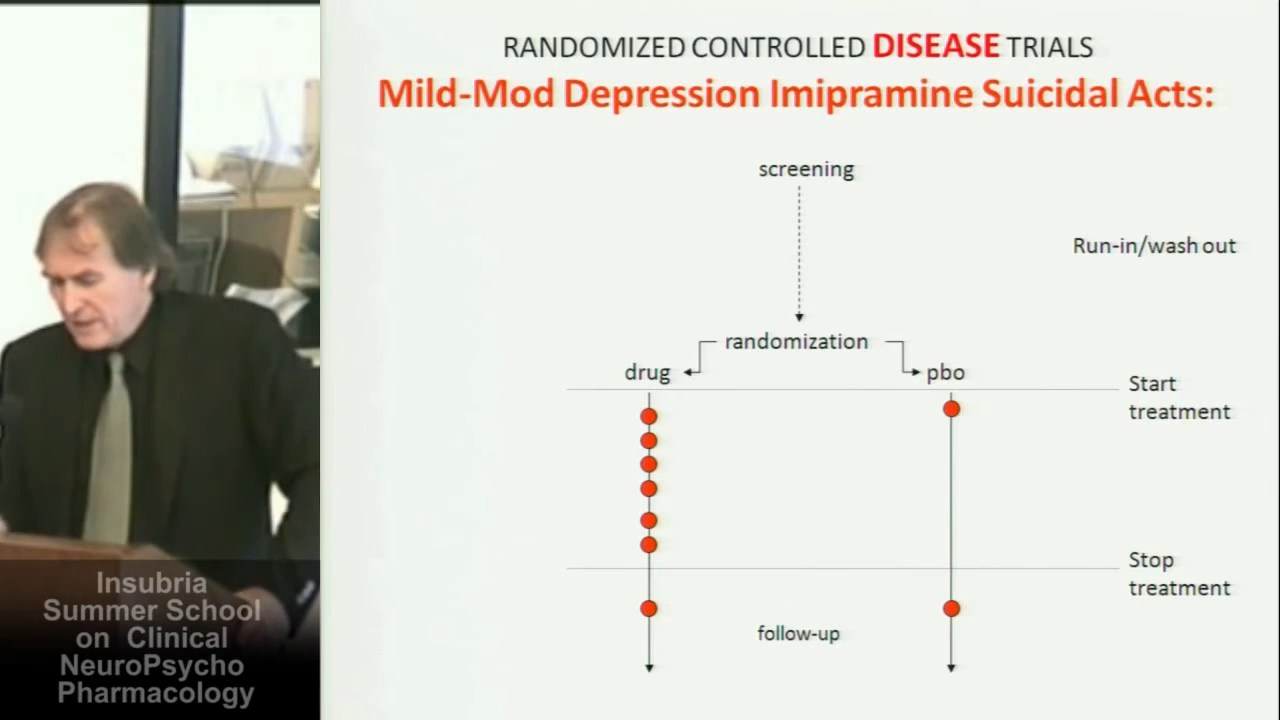 RANDOMIZED CONTROLLED DISEASE TRIALS
Mild-Mod Depression Imipramine Suicidal Acts:
screening
Run-in/wash out
randomization
drug
pbo
Start
treatment
Stop
treatment
follow-up
Insubria
Summer School
on Clinical
NeuroPsycho
Pharmacology